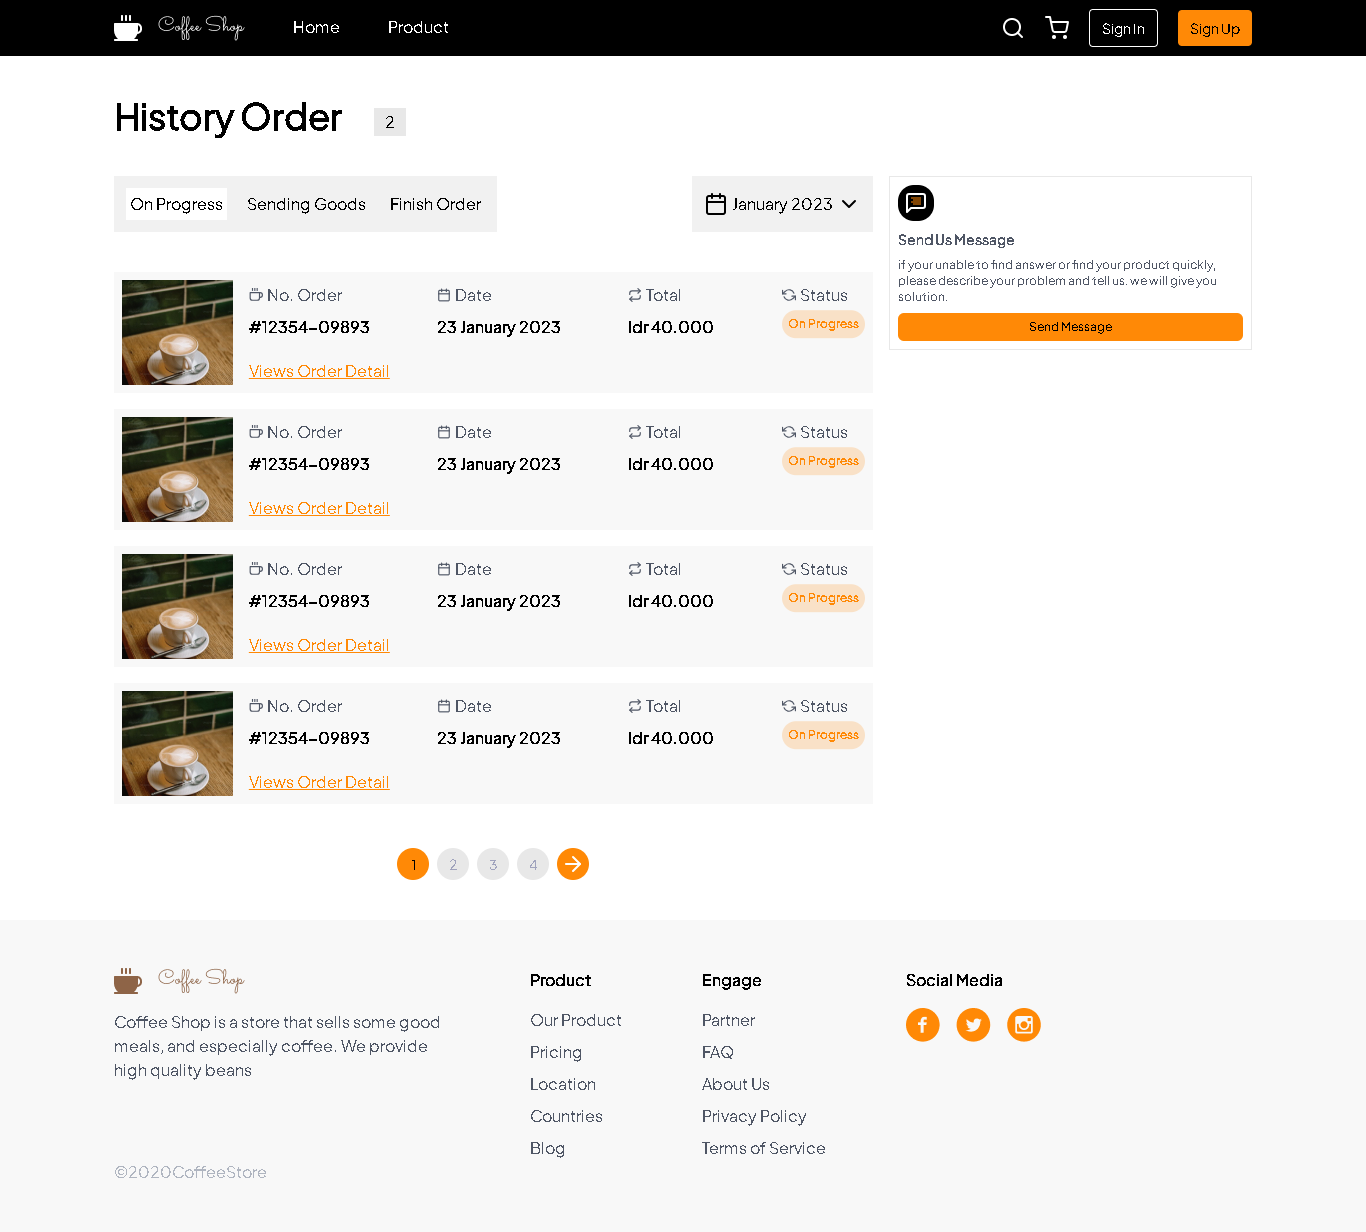 Coffee Shop Home Product Sign In Sign Up
History Order 2
On Progress Sending Goods Finish Order January 2023
Send Us Message
if your unable to find answer or find your product quickly,
please describe your problem and tell us. we will give you
solution.
Send Message
No. Order Date Total Status
#12354-09893 23 January 2023 Idr 40.000 On Progress
Views Order Detail
No. Order Date Total Status
#12354-09893 23 January 2023 Idr 40.000 On Progress
Views Order Detail
No. Order Date Total Status
#12354-09893 23 January 2023 Idr 40.000 On Progress
Views Order Detail
No. Order Date Total Status
#12354-09893 23 January 2023 Idr 40.000 On Progress
Views Order Detail
1 2 3 4
Coffee Shop
Coffee Shop is a store that sells some good
meals, and especially coffee. We provide
high quality beans
Product
Our Product
Pricing
Location
Countries
Blog
Engage
Partner
FAQ
About Us
Privacy Policy
Terms of Service
Social Media
©2020CoffeeStore